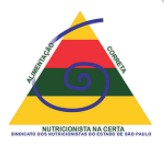 ALIMENTAÇÃO
CORRETA
NUTRICIONISTA NA CERTA
SINDICATO DOS NUTRICIONISTAS DO ESTADO DE SÃO PAULO